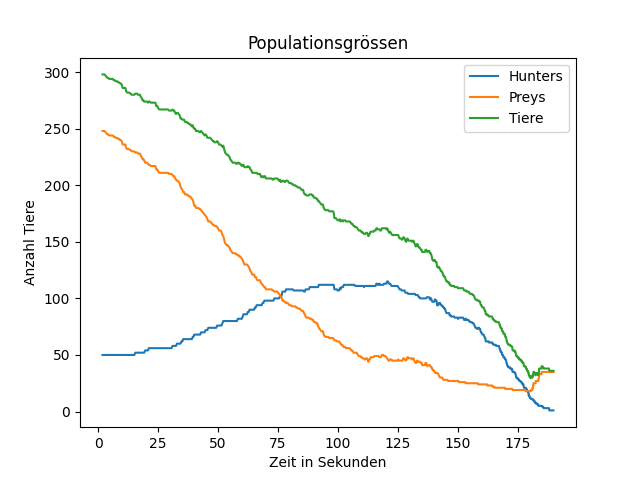 Populationsgrössen
Hunters
Preys
Tiere
Anzahl Tiere
300
250
200
150
100
50
0
0 25 50 75 100 125 150 175
Zeit in Sekunden